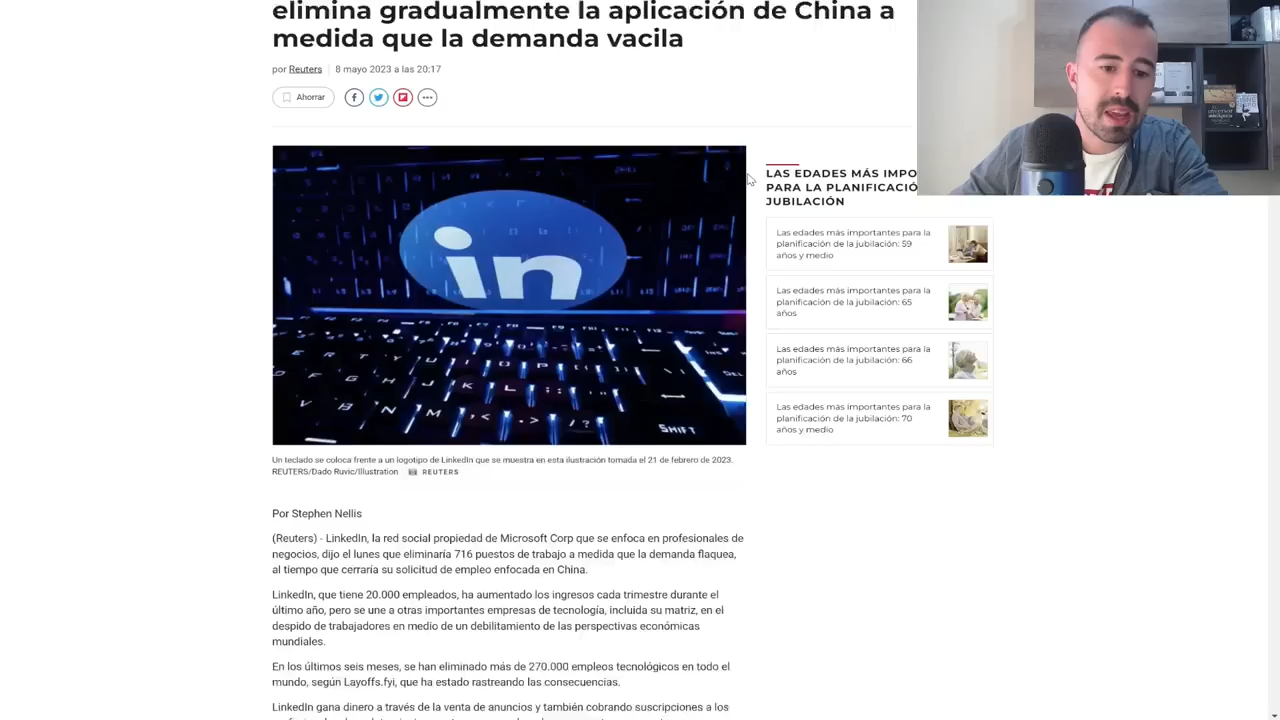 elimina gradualmente la aplicación de China a
medida que la demanda vacila
por Reuters 8 mayo 2023 a las 20:17
Ahorrar
in
SHIFT
Un teclado se coloca frente a un logotipo de LinkedIn que se muestra en esta ilustración tomada el 21 de febrero de 2023.
REUTERS/Dado Ruvic/Illustration REUTERS
Por Stephen Nellis
(Reuters) - LinkedIn, la red social propiedad de Microsoft Corp que se enfoca en profesionales de
negocios, dijo el lunes que eliminaría 716 puestos de trabajo a medida que la demanda flaquea,
al tiempo que cerraría su solicitud de empleo enfocada en China.
LinkedIn, que tiene 20.000 empleados, ha aumentado los ingresos cada trimestre durante el
último año, pero se une a otras importantes empresas de tecnología, incluida su matriz, en el
despido de trabajadores en medio de un debilitamiento de las perspectivas económicas
mundiales.
En los últimos seis meses, se han eliminado más de 270.000 empleos tecnológicos en todo el
mundo, según Layoffs.fyi, que ha estado rastreando las consecuencias.
LinkedIn gana dinero a través de la venta de anuncios y también cobrando suscripciones a los
LAS EDADES MÁS IMPO
PARA LA PLANIFICACIÓ
JUBILACIÓN
Las edades más importantes para la
planificación de la jubilación: 59
años y medio
Las edades más importantes para la
planificación de la jubilación: 65
años
Las edades más importantes para la
planificación de la jubilación: 66
años
Las edades más importantes para la
planificación de la jubilación: 70
años y medio